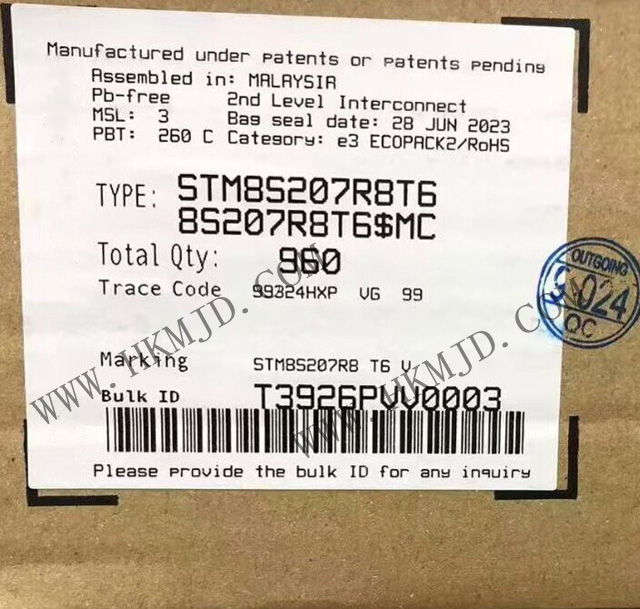 Manufactured under patents or patents pending
Assembled in: MALAYSIA
Pb-free 2nd Level Interconnect
MSL: 3 Bag seal date: 28 JUN 2023
PBT: 260 C Category: e3 ECOPACK2/RoHS
TYPE: STM8S207R8T6
8S207R8T6$MC
Total Qty: 960
Trace Code 99324HXP VG 99
Marking STM8S207R8 T6 V
Bulk ID T3926PVV0003
Please provide the bulk ID for any inquiry
OUTGOING
024
QC
WWW.HKMJD.COM
WWW.HKMJD.COM